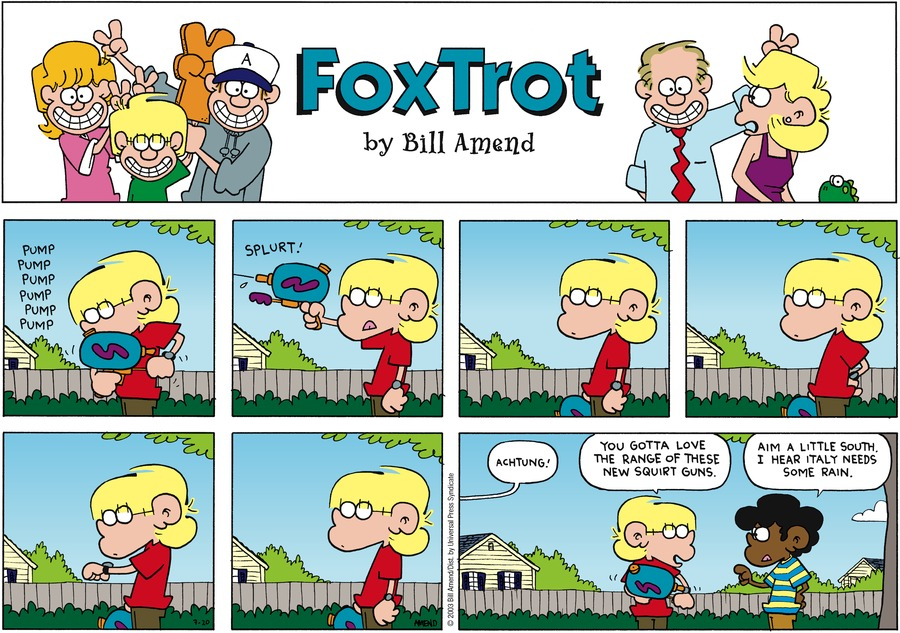 A
FoxTrot
by Bill Amend
PUMP
PUMP
PUMP
PUMP
PUMP
PUMP
SPLURT!
7-20
AMEND
© 2003 Bill Amend/Dist. by Universal Press Syndicate
ACHTUNG!
YOU GOTTA LOVE
THE RANGE OF THESE
NEW SQUIRT GUNS.
AIM A LITTLE SOUTH.
I HEAR ITALY NEEDS
SOME RAIN.